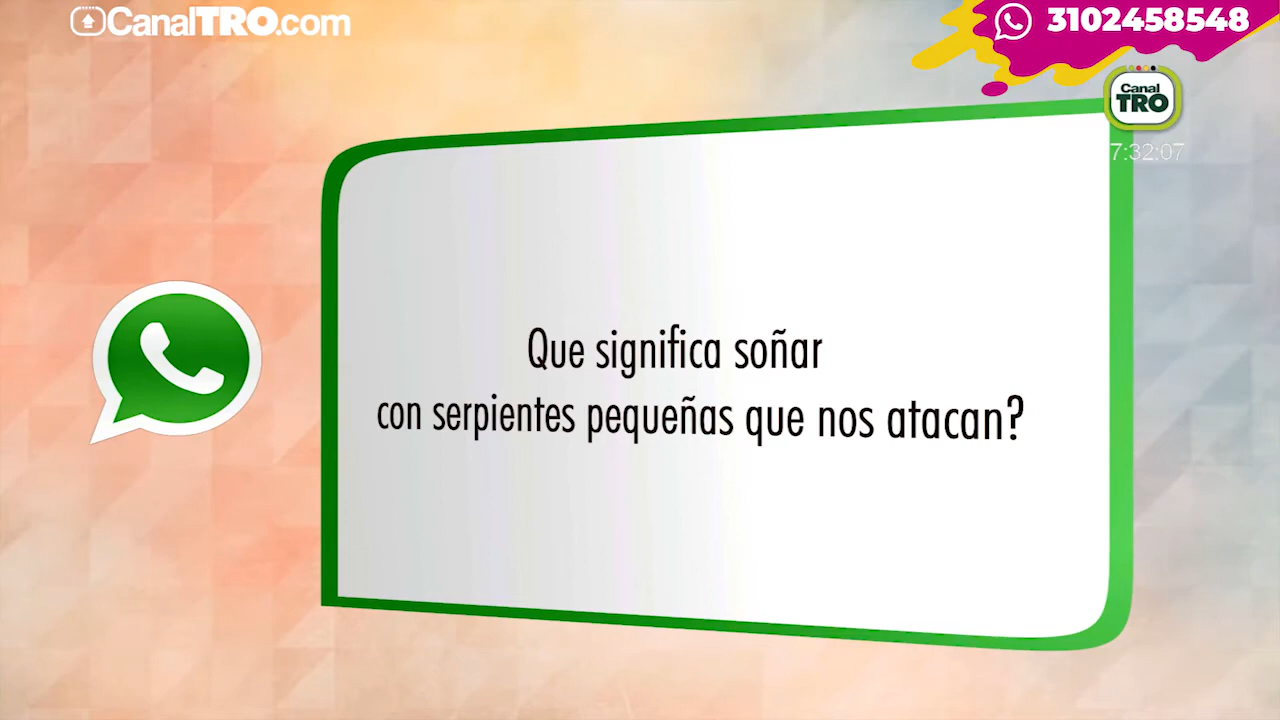 CanalTRO.com
3102458548
Canal
TRO
7:32:07
Que significa soñar
con serpientes pequeñas que nos atacan?